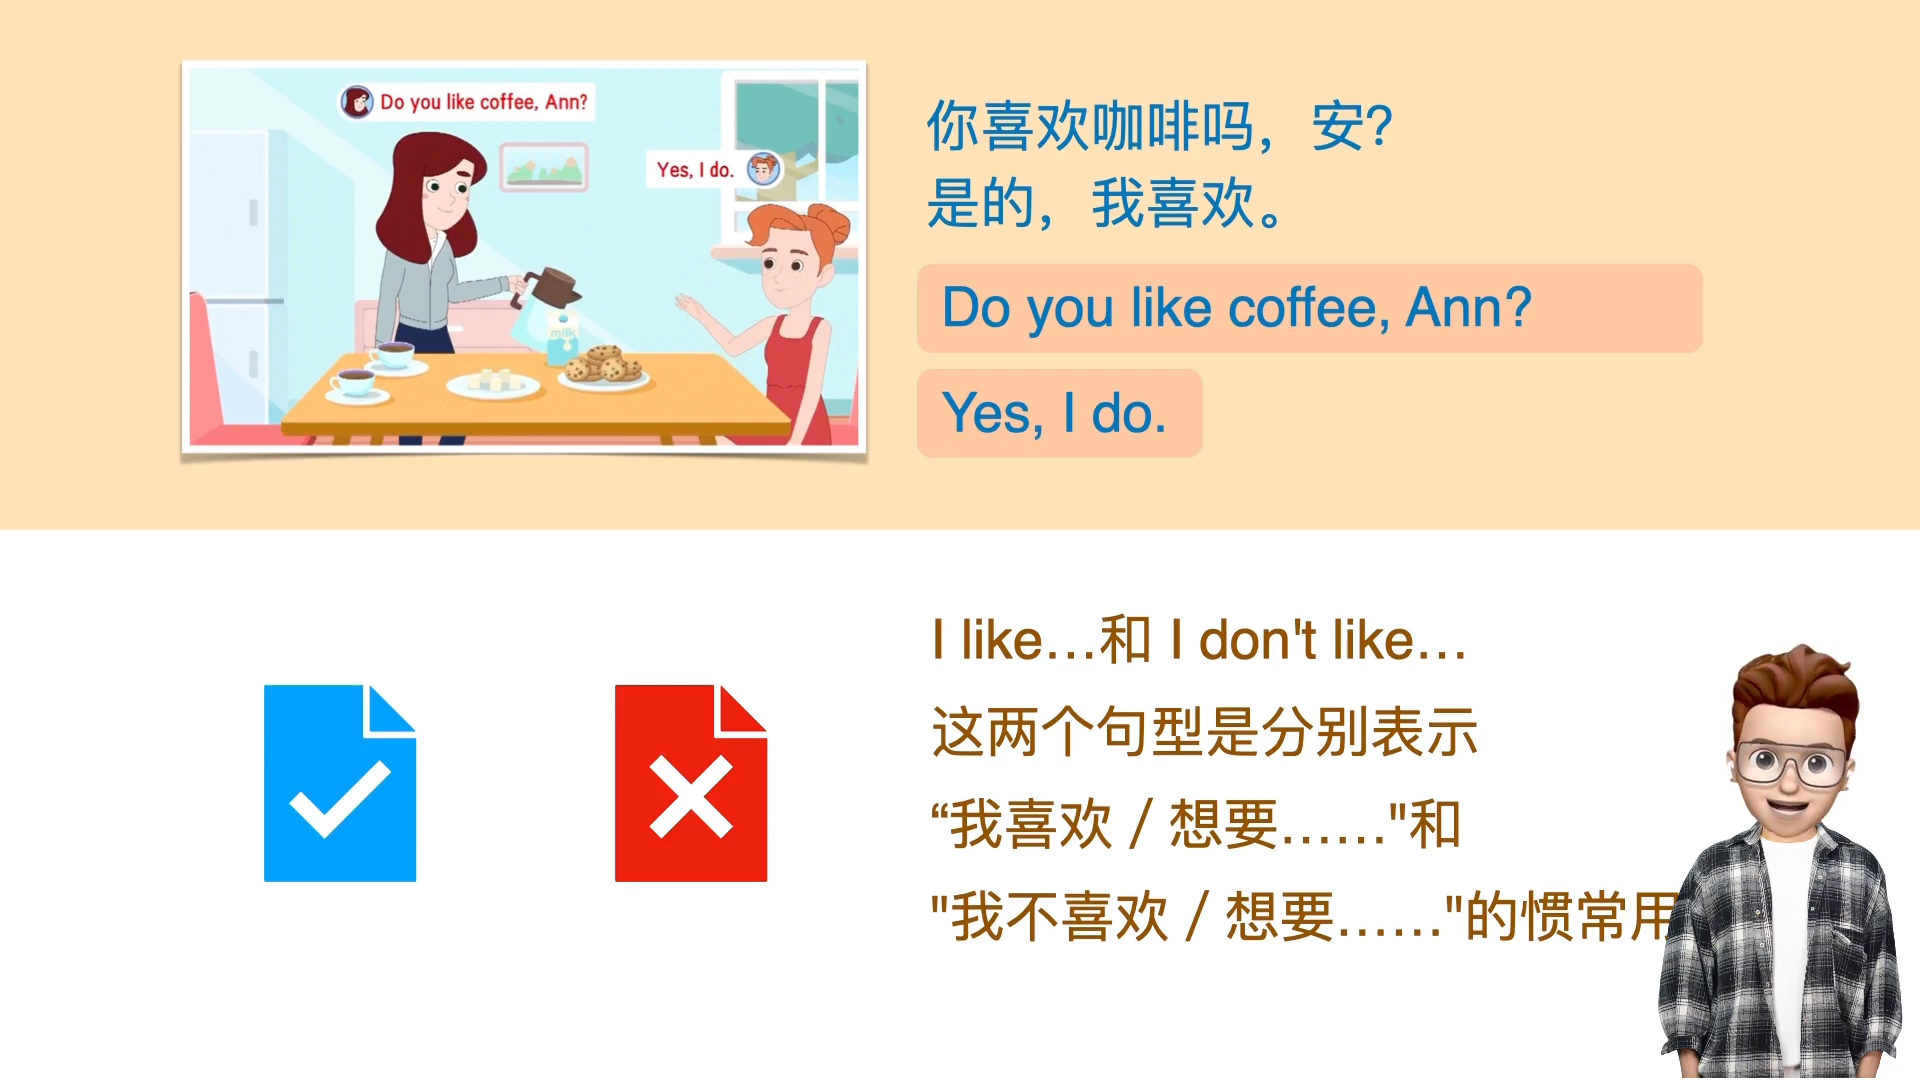 Do you like coffee, Ann?
Yes, I do.
milk
你喜欢咖啡吗，安？
是的，我喜欢。
Do you like coffee, Ann?
Yes, I do.
I like…和 I don't like…
这两个句型是分别表示
“我喜欢 / 想要……"和
"我不喜欢 / 想要……"的惯常用